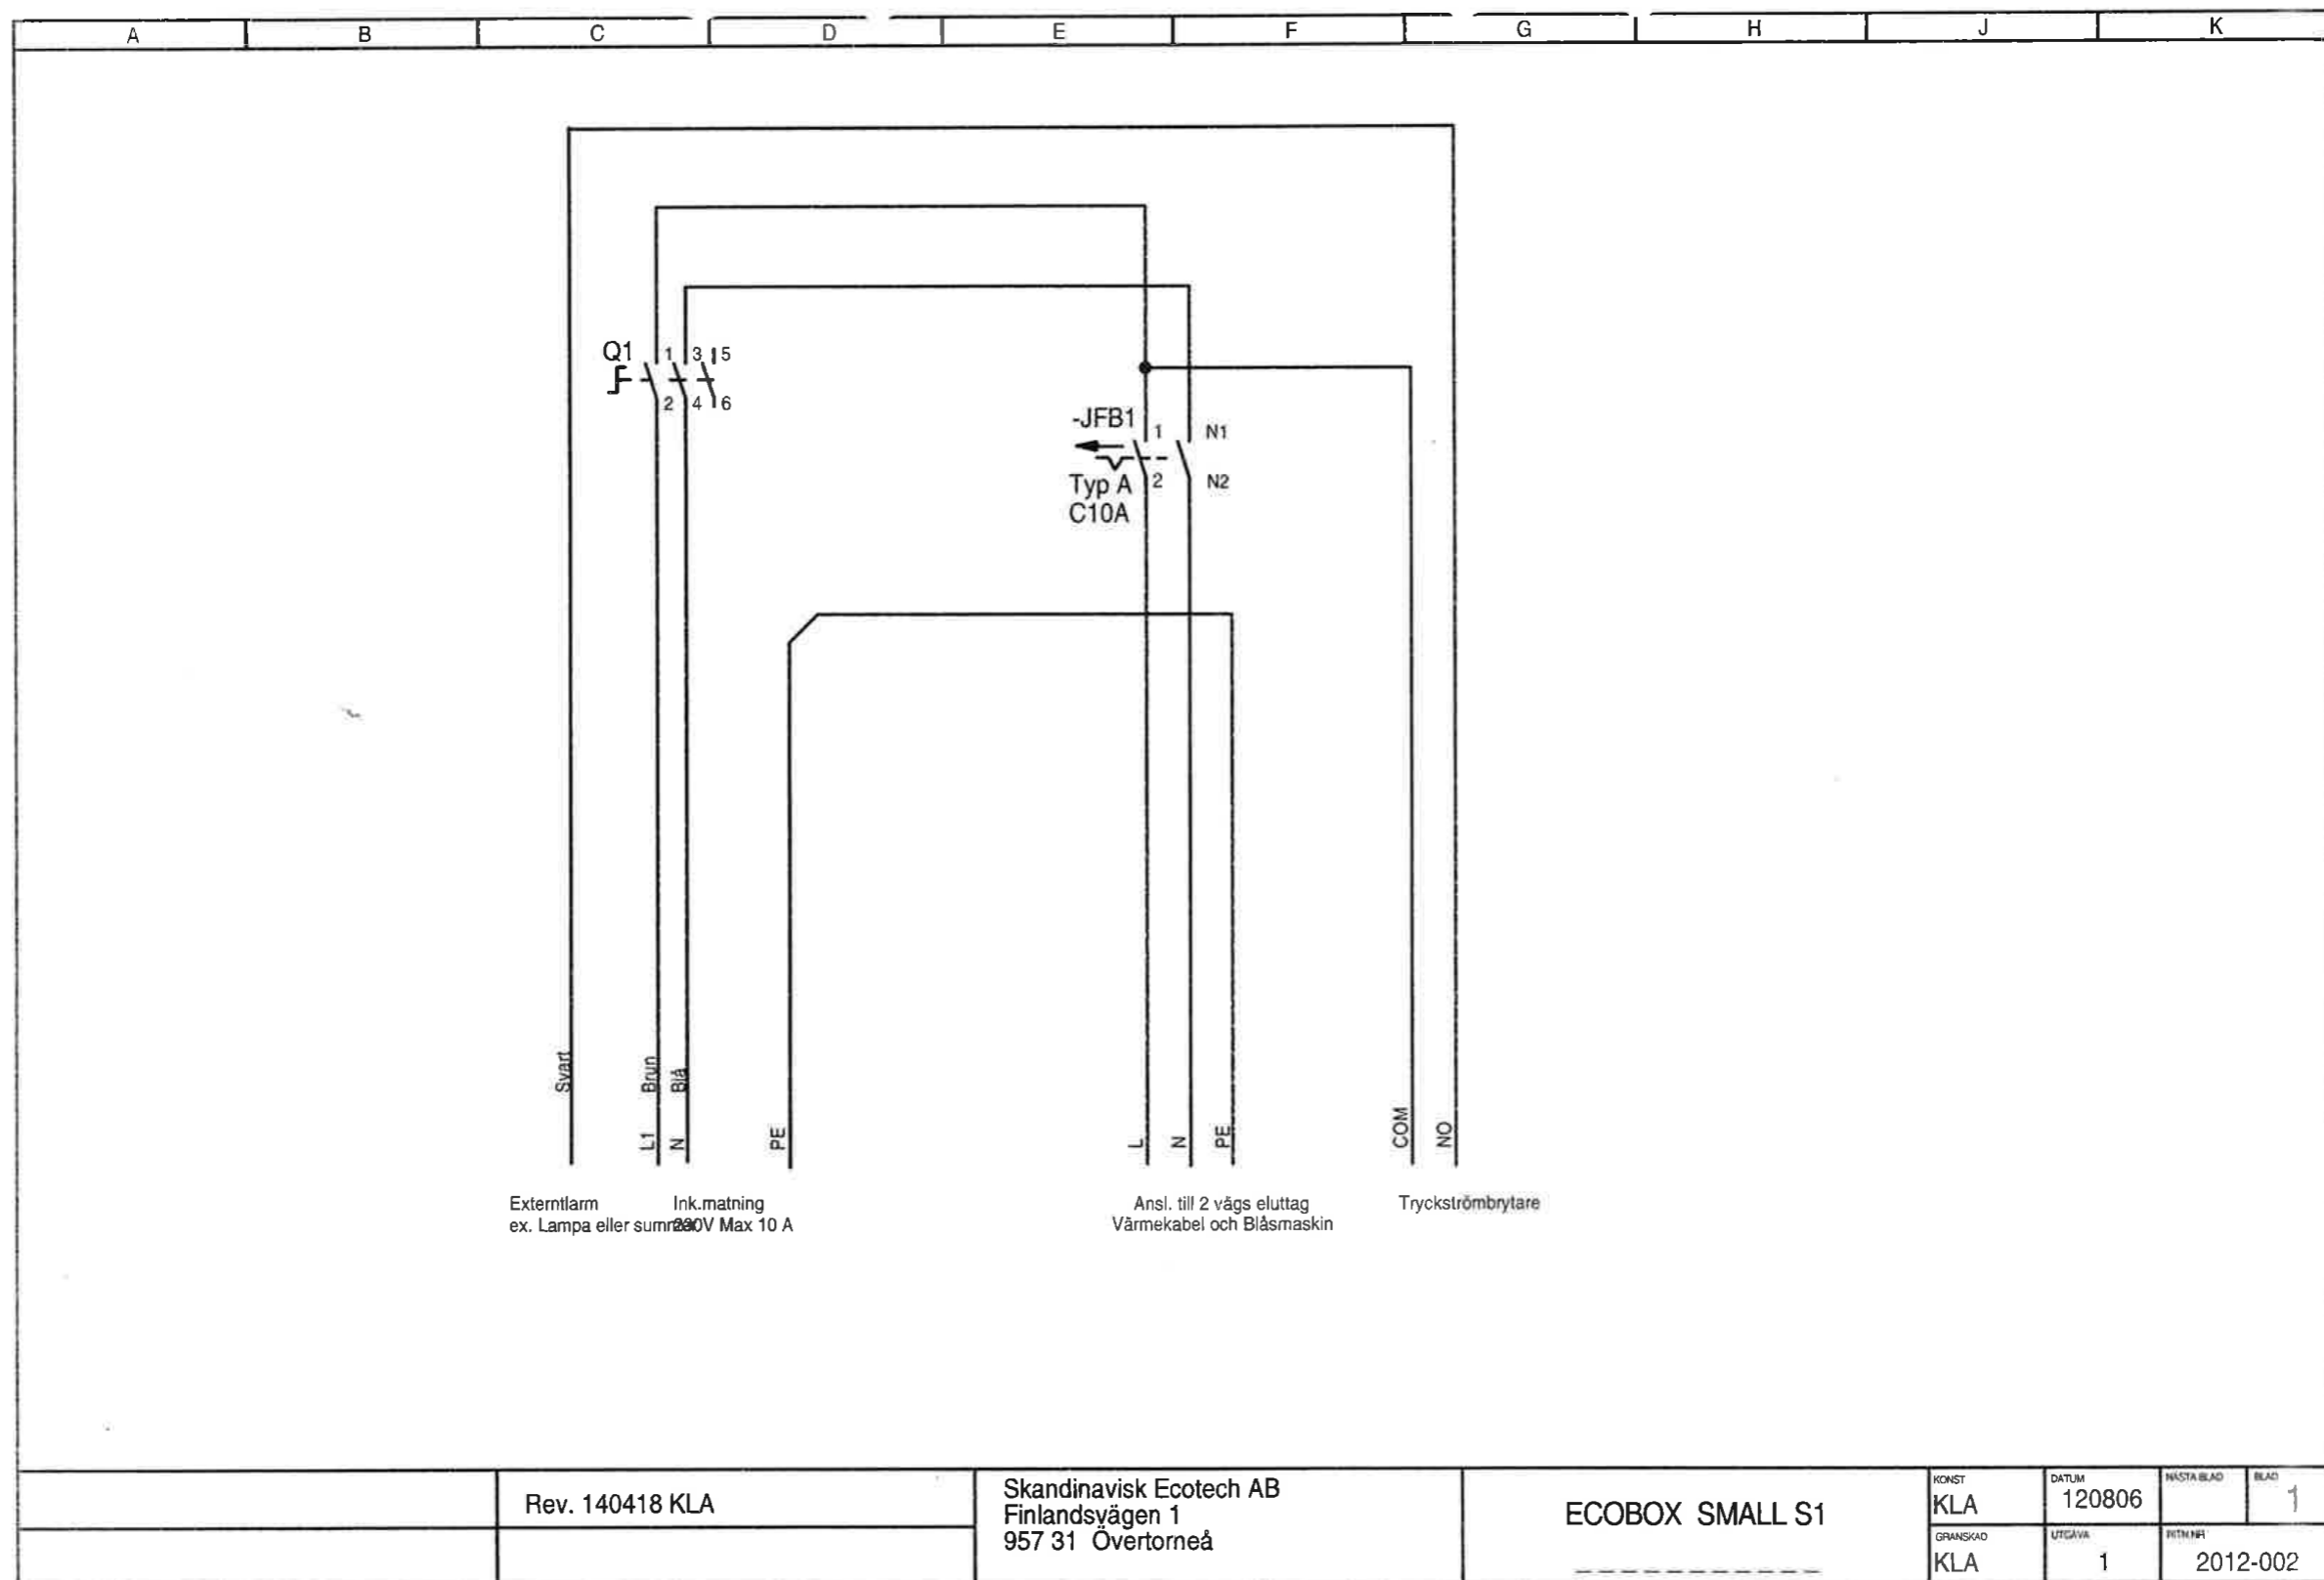 A B C D E F G H J K
Q1 1 3 5
2 4 6
-JFB1 1 N1
Typ A 2 N2
C10A
Svart
Brun
Blå
L1
N
PE
L
N
PE
COM
NO
Externtlarm
ex. Lampa eller summer
Ink.matning
230V Max 10 A
Ansl. till 2 vägs eluttag
Värmekabel och Blåsmaskin
Tryckströmbrytare
Rev. 140418 KLA
Skandinavisk Ecotech AB
Finlandsvägen 1
957 31 Övertorneå
ECOBOX SMALL S1
KONST
KLA
DATUM
120806
NÄSTA BLAD
BLAD
1
GRANSKAD
KLA
UTGÅVA
1
RITN NR
2012-002